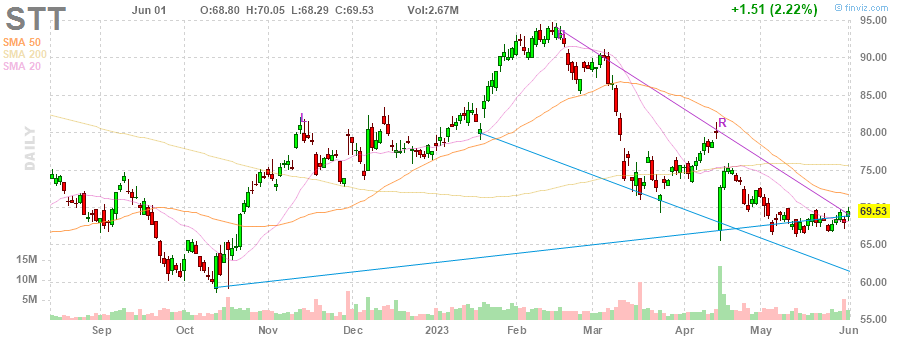 STT
Jun 01 O:68.80 H:70.05 L:68.29 C:69.53 Vol:2.67M
+1.51 (2.22%)
© finviz.com
SMA 50
SMA 200
SMA 20
DAILY
R
95.00
90.00
85.00
80.00
75.00
69.53
65.00
60.00
55.00
15M
10M
5M
Sep Oct Nov Dec 2023 Feb Mar Apr May Jun